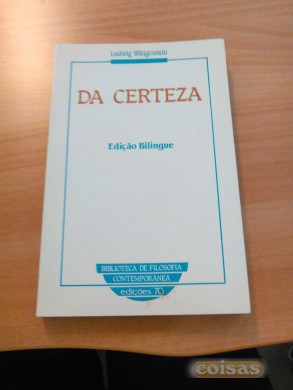 Ludwig Wittgenstein
DA CERTEZA
Edição Bilingue
BIBLIOTECA DE FILOSOFIA
CONTEMPORÂNEA
edições 70
coisas